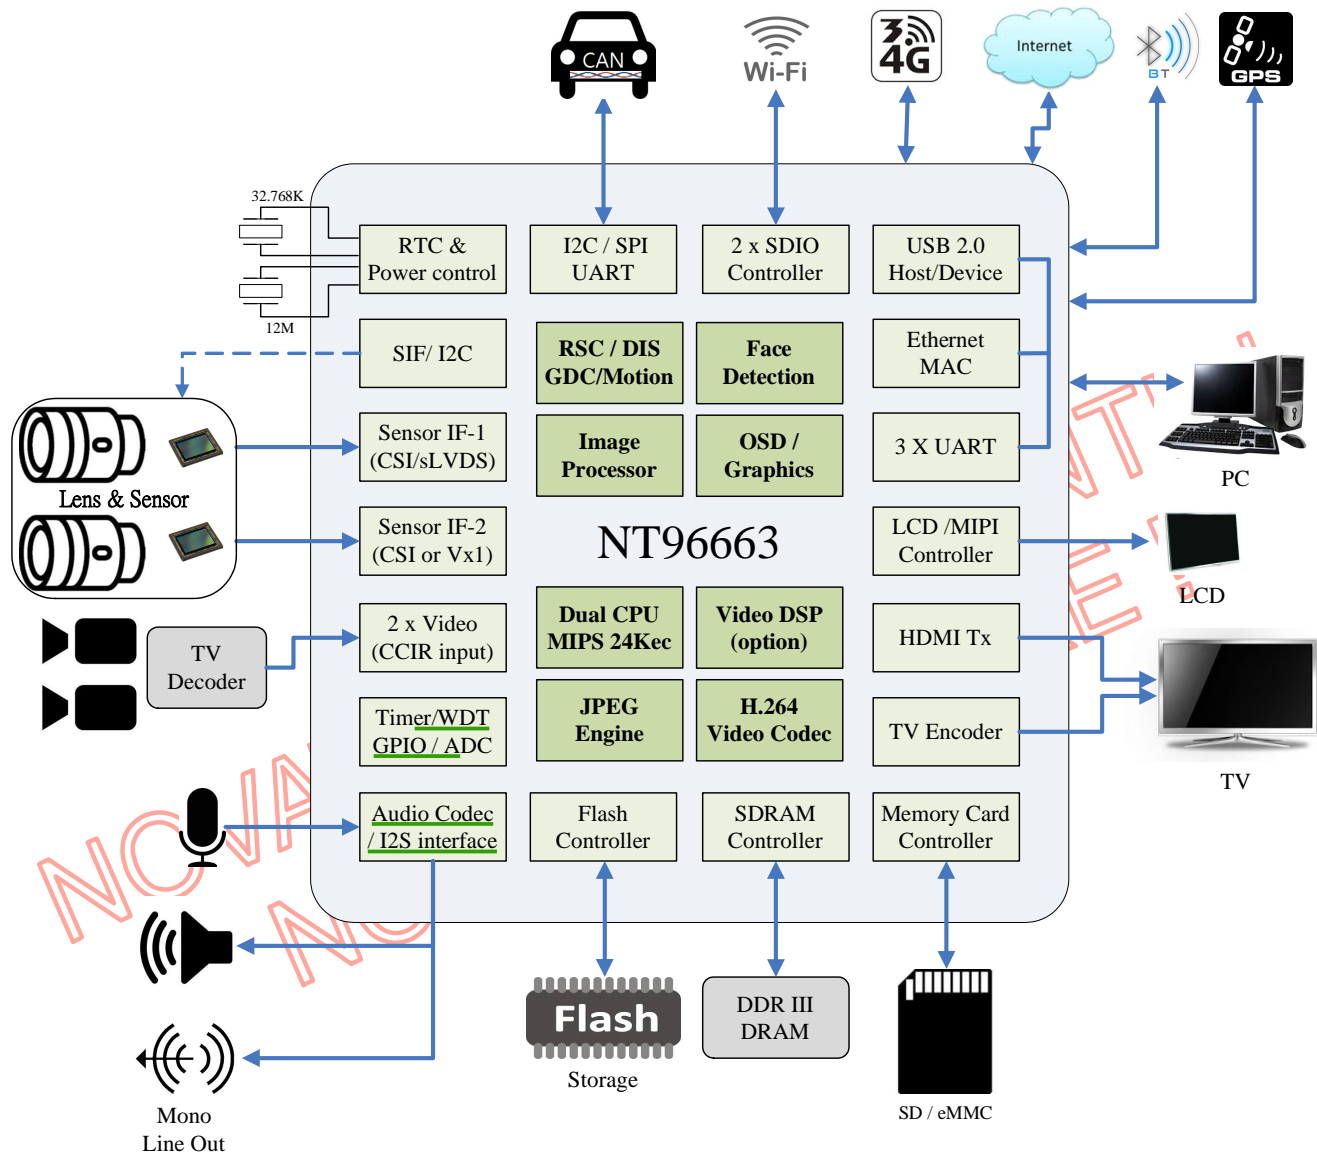 CAN
Wi-Fi
3
4G
Internet
BT
GPS
32.768K
12M
RTC &
Power control
I2C / SPI
UART
2 x SDIO
Controller
USB 2.0
Host/Device
SIF/ I2C
RSC / DIS
GDC/Motion
Face
Detection
Ethernet
MAC
Sensor IF-1
(CSI/sLVDS)
Image
Processor
OSD /
Graphics
3 X UART
PC
Lens & Sensor
Sensor IF-2
(CSI or Vx1)
NT96663
LCD /MIPI
Controller
LCD
TV
Decoder
2 x Video
(CCIR input)
Dual CPU
MIPS 24Kec
Video DSP
(option)
HDMI Tx
Timer/WDT
GPIO / ADC
JPEG
Engine
H.264
Video Codec
TV Encoder
TV
Audio Codec
/ I2S interface
Flash
Controller
SDRAM
Controller
Memory Card
Controller
Flash
Storage
DDR III
DRAM
SD / eMMC
Mono
Line Out